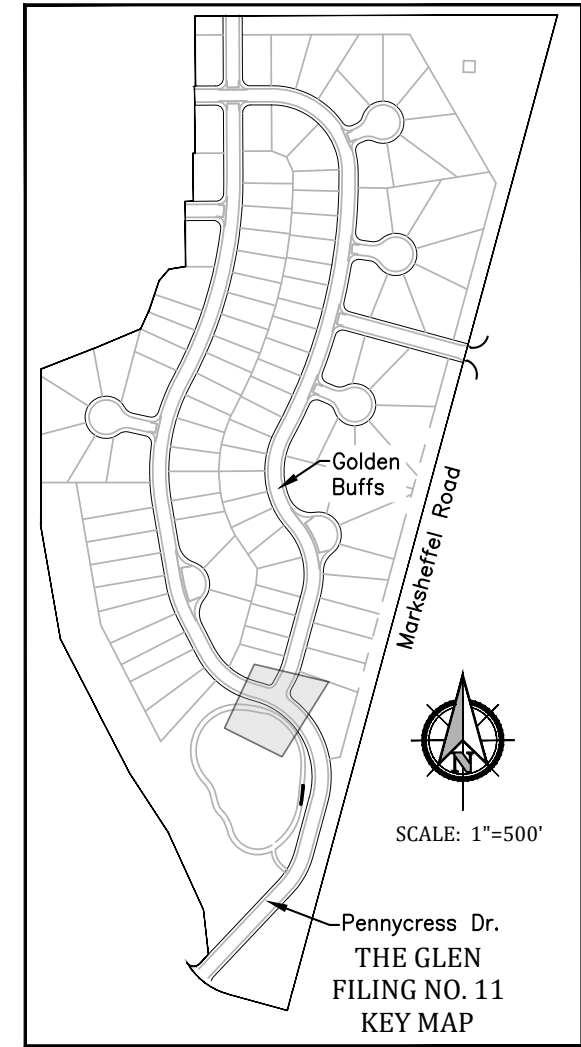 Golden
Buffs
Marksheffel Road
N
SCALE: 1"=500'
Pennycress Dr.
THE GLEN
FILING NO. 11
KEY MAP